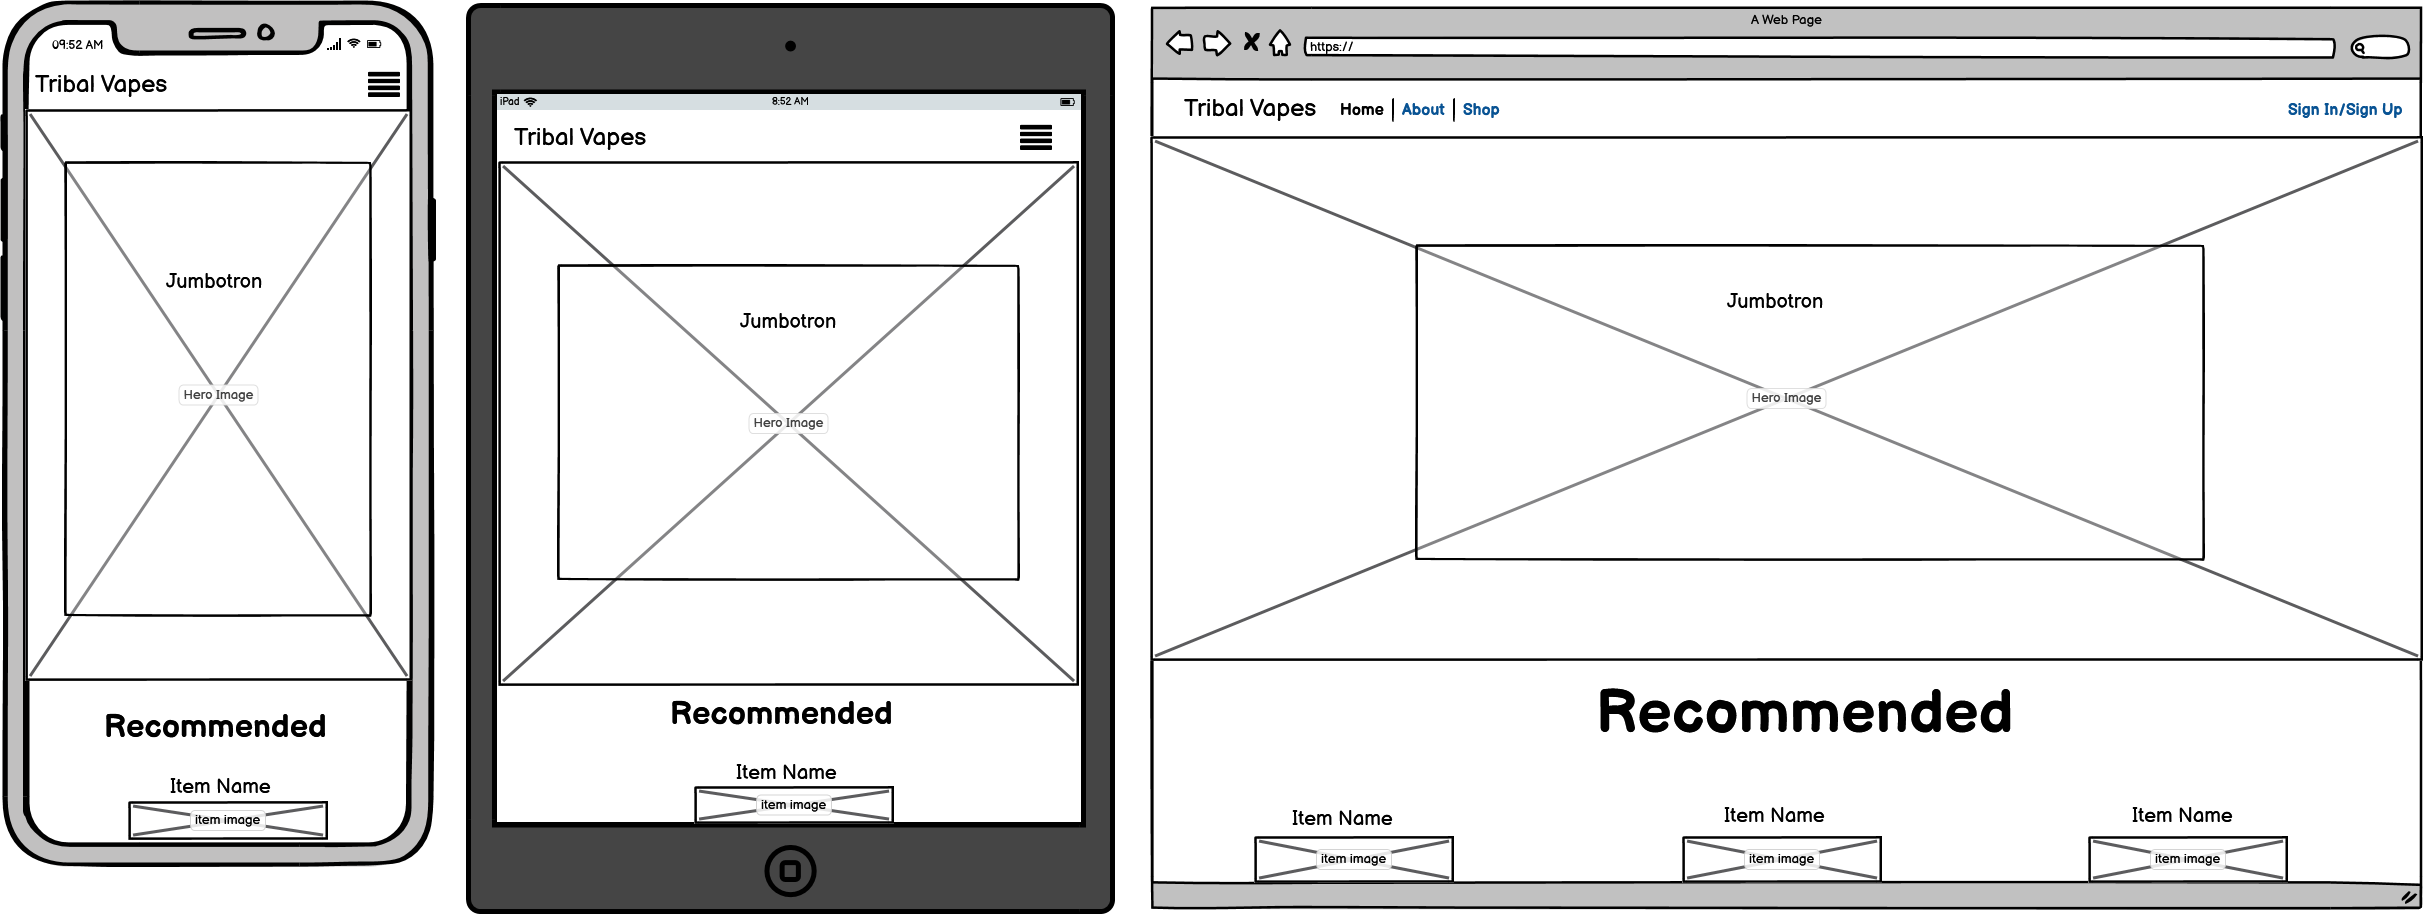 09:52 AM
Tribal Vapes
Jumbotron
Hero Image
Recommended
Item Name
item image
iPad
8:52 AM
Tribal Vapes
Jumbotron
Hero Image
Recommended
Item Name
item image
A Web Page
https://
Tribal Vapes Home About Shop Sign In/Sign Up
Jumbotron
Hero Image
Recommended
Item Name Item Name Item Name
item image item image item image